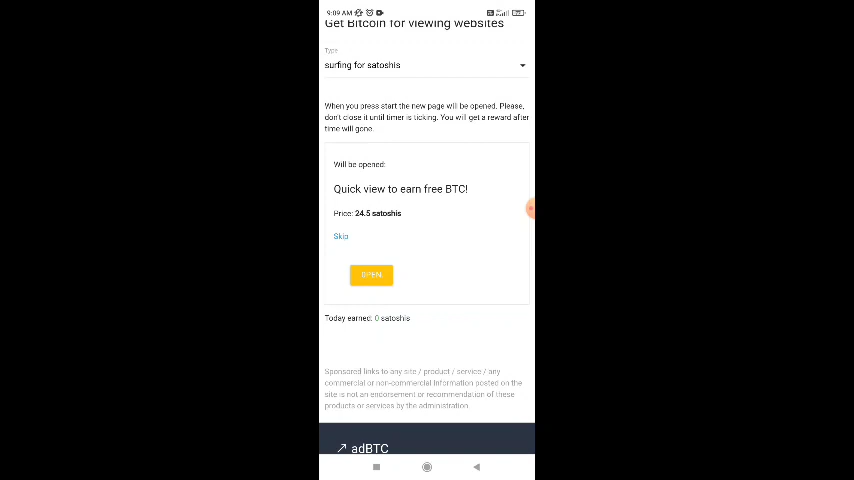 9:09 AM
Get Bitcoin for viewing websites
Type
surfing for satoshis
When you press start the new page will be opened. Please,
don't close it until timer is ticking. You will get a reward after
time will gone.
Will be opened:
Quick view to earn free BTC!
Price: 24.5 satoshis
Skip
OPEN
Today earned: 0 satoshis
Sponsored links to any site / product / service / any
commercial or non-commercial information posted on the
site is not an endorsement or recommendation of these
products or services by the administration.
adBTC